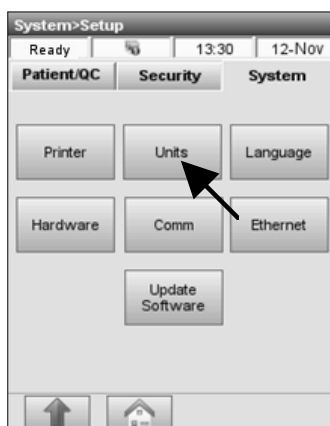 System>Setup
Ready 13:30 12-Nov
Patient/QC Security System
Printer Units Language
Hardware Comm Ethernet
Update
Software